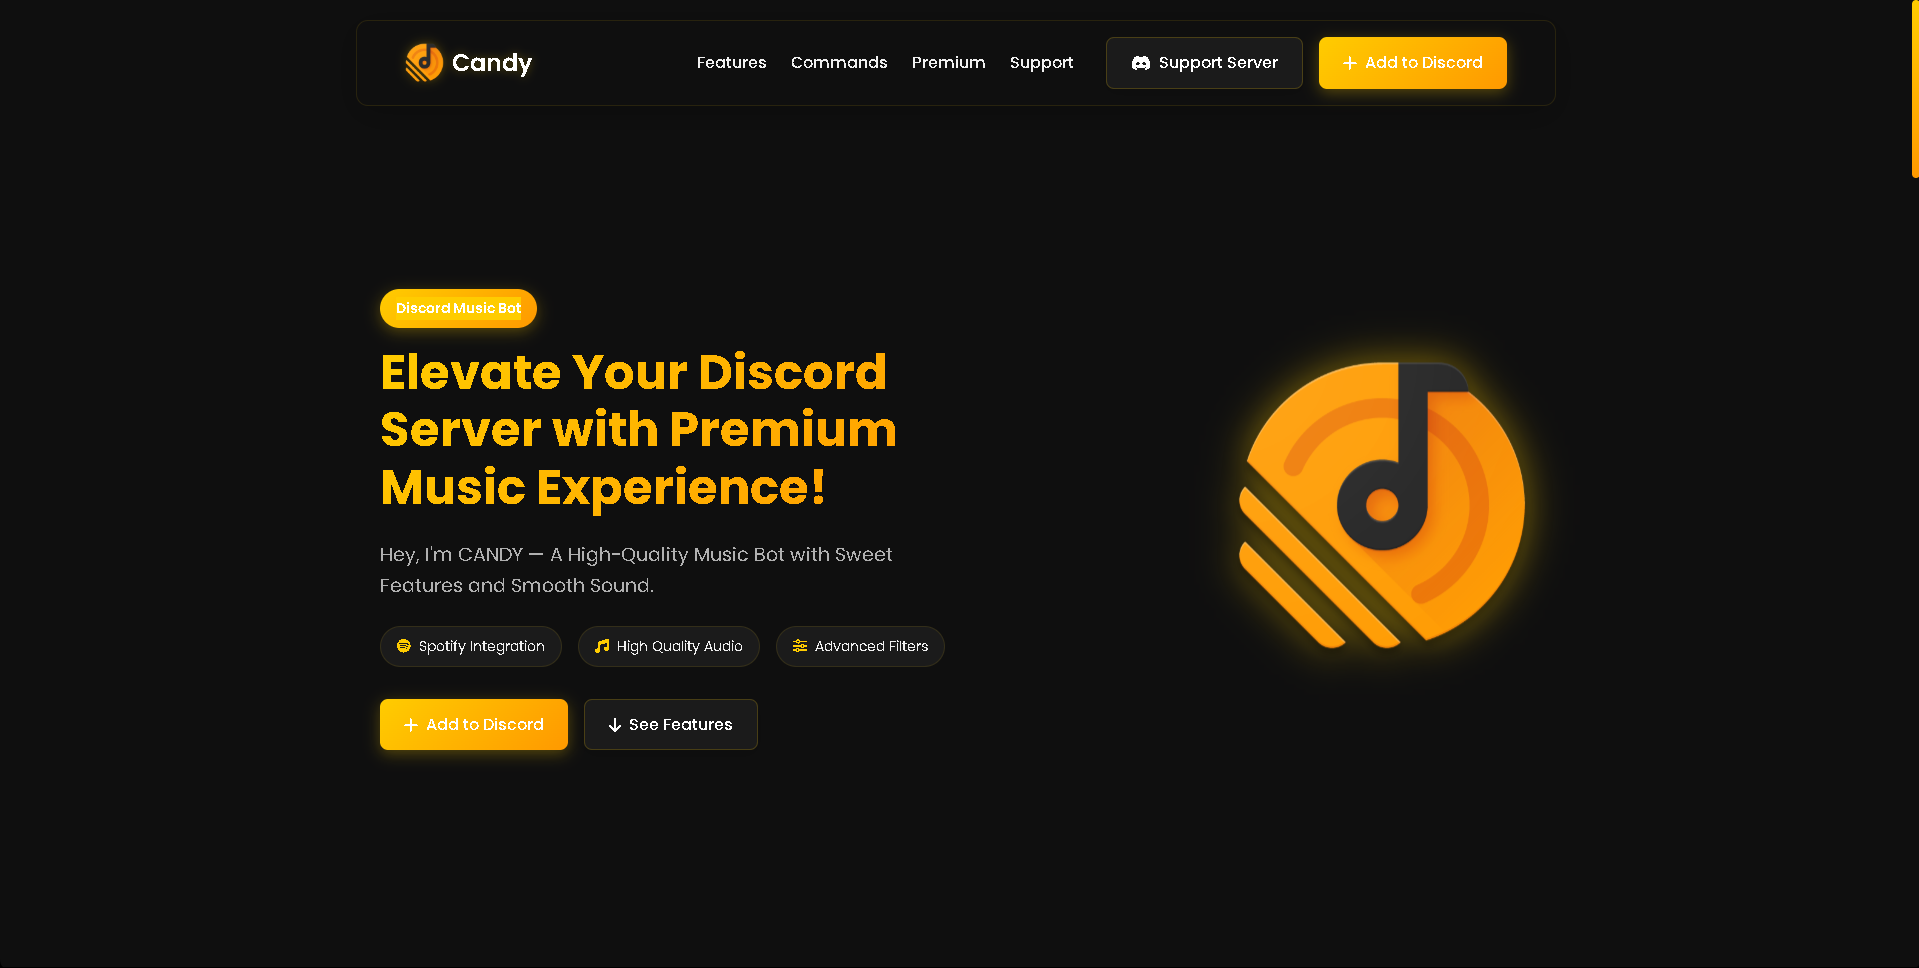 Candy
Features
Commands
Premium
Support
Support Server
Add to Discord
Discord Music Bot
Elevate Your Discord
Server with Premium
Music Experience!
Hey, I'm CANDY — A High-Quality Music Bot with Sweet
Features and Smooth Sound.
Spotify Integration
High Quality Audio
Advanced Filters
Add to Discord
See Features